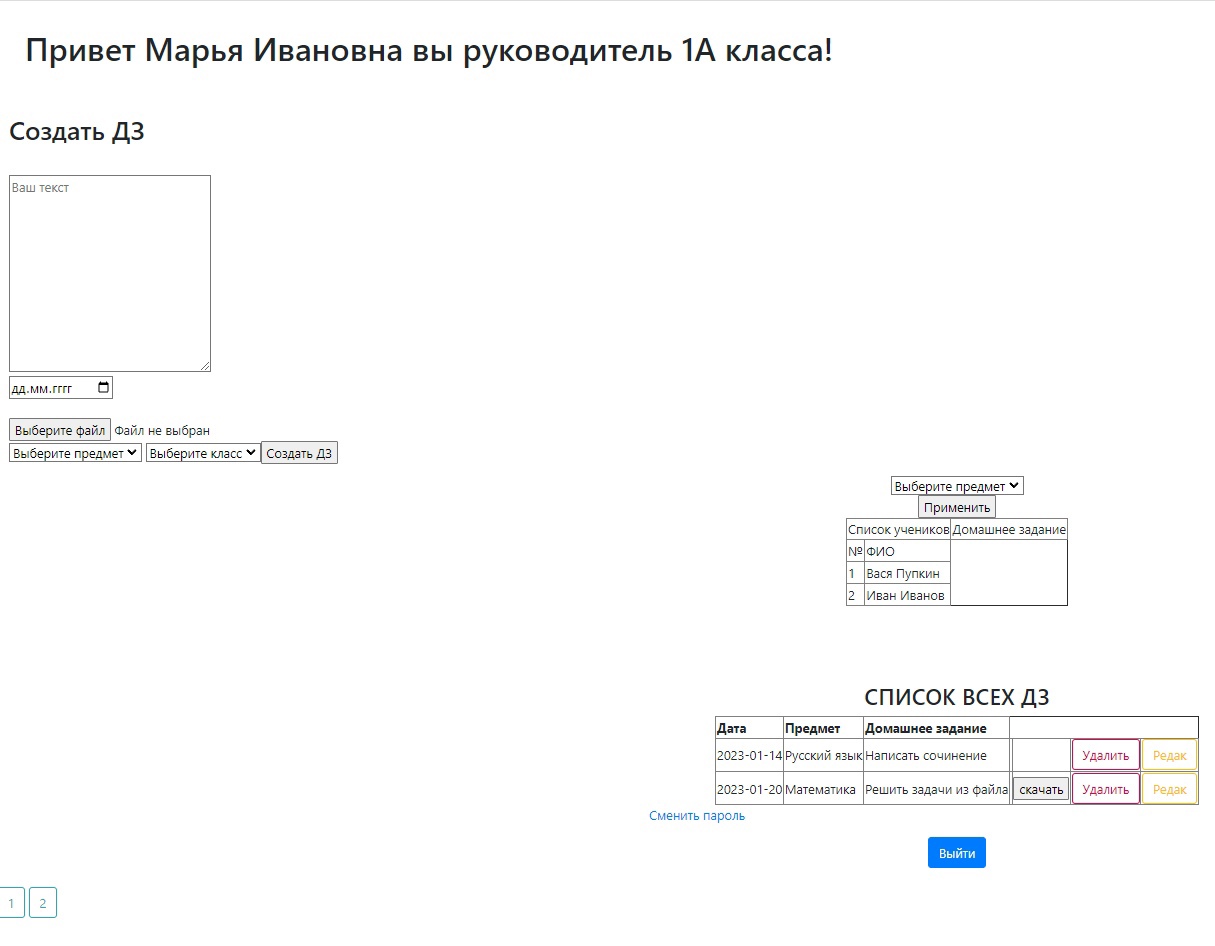 Привет Марья Ивановна вы руководитель 1А класса!
Создать ДЗ
Ваш текст
дд.мм.гггг
Выберите файл Файл не выбран
Выберите предмет Выберите класс Создать ДЗ
Выберите предмет
Применить
Список учеников Домашнее задание
№ ФИО
1 Вася Пупкин
2 Иван Иванов
СПИСОК ВСЕХ ДЗ
Дата Предмет Домашнее задание
2023-01-14 Русский язык Написать сочинение Удалить Редак
2023-01-20 Математика Решить задачи из файла скачать Удалить Редак
Сменить пароль
Выйти
1 2